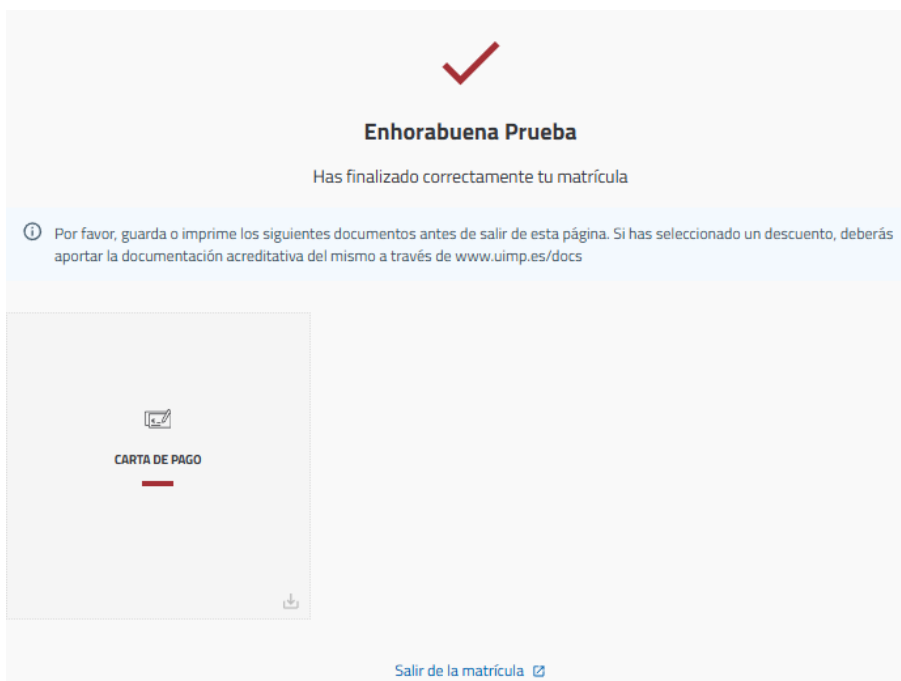 Enhorabuena Prueba
Has finalizado correctamente tu matrícula
Por favor, guarda o imprime los siguientes documentos antes de salir de esta página. Si has seleccionado un descuento, deberás
aportar la documentación acreditativa del mismo a través de www.uimp.es/docs
CARTA DE PAGO
Salir de la matrícula